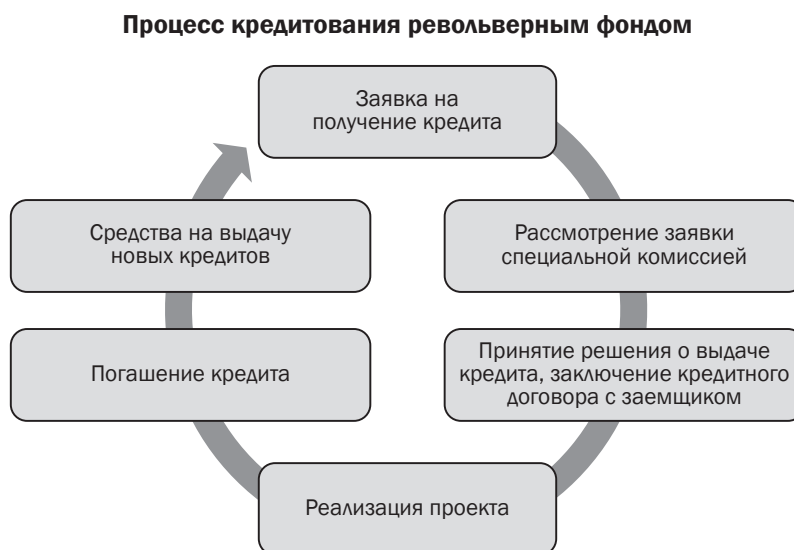 Процесс кредитования револьверным фондом
Заявка на
получение кредита
Рассмотрение заявки
специальной комиссией
Принятие решения о выдаче
кредита, заключение кредитного
договора с заемщиком
Реализация проекта
Погашение кредита
Средства на выдачу
новых кредитов